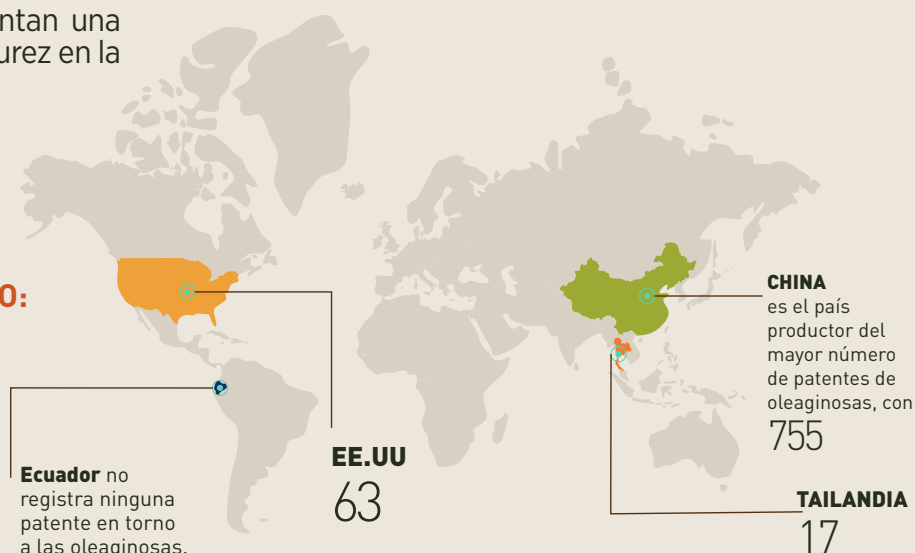 ntan una
urez en la
O:
CHINA
es el país
productor del
mayor número
de patentes de
oleaginosas, con
755
EE.UU
63
Ecuador no
registra ninguna
patente en torno
a las oleaginosas.
TAILANDIA
17